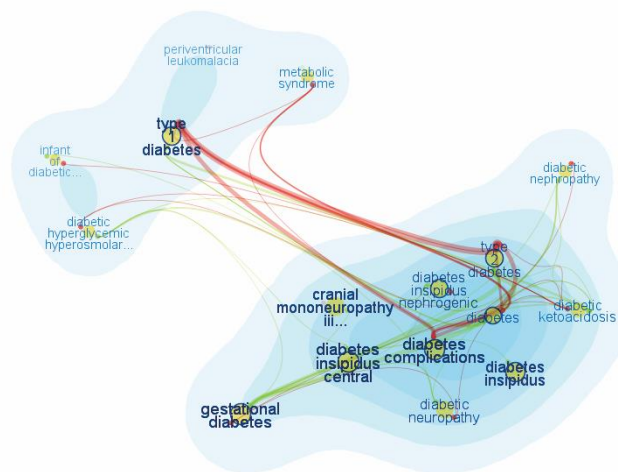 periventricular
leukomalacia
metabolic
syndrome
type
1
diabetes
infant
of
diabetic...
diabetic
hyperglycemic
hyperosmolar...
diabetic
nephropathy
type
2
diabetes
diabetes
insipidus
nephrogenic
cranial
mononeuropathy
iii...
diabetes
diabetic
ketoacidosis
diabetes
complications
diabetes
insipidus
central
diabetes
insipidus
gestational
diabetes
diabetic
neuropathy